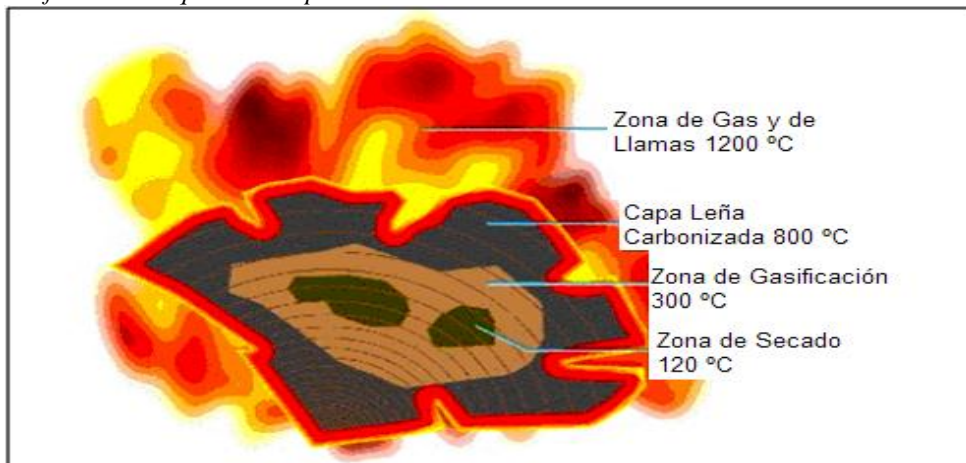 Zona de Gas y de
Llamas 1200 ºC
Capa Leña
Carbonizada 800 ºC
Zona de Gasificación
300 ºC
Zona de Secado
120 ºC